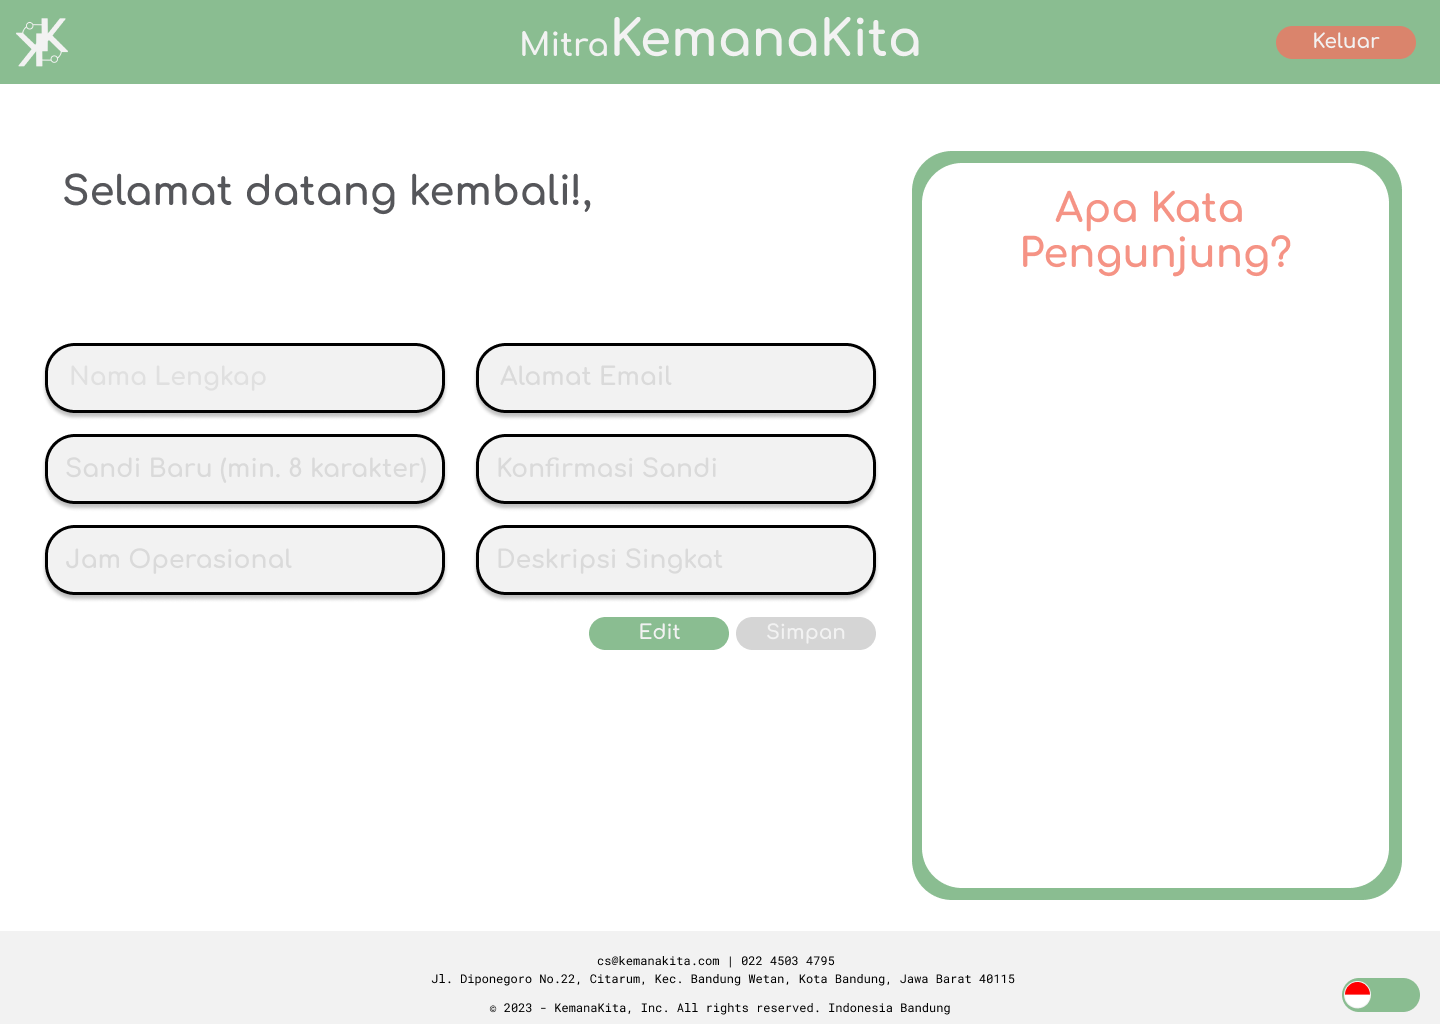 MitraKemanaKita
Keluar
Selamat datang kembali!,
Nama Lengkap
Alamat Email
Sandi Baru (min. 8 karakter)
Konfirmasi Sandi
Jam Operasional
Deskripsi Singkat
Edit
Simpan
Apa Kata
Pengunjung?
cs@kemanakita.com | 022 4503 4795
Jl. Diponegoro No.22, Citarum, Kec. Bandung Wetan, Kota Bandung, Jawa Barat 40115
© 2023 - KemanaKita, Inc. All rights reserved. Indonesia Bandung